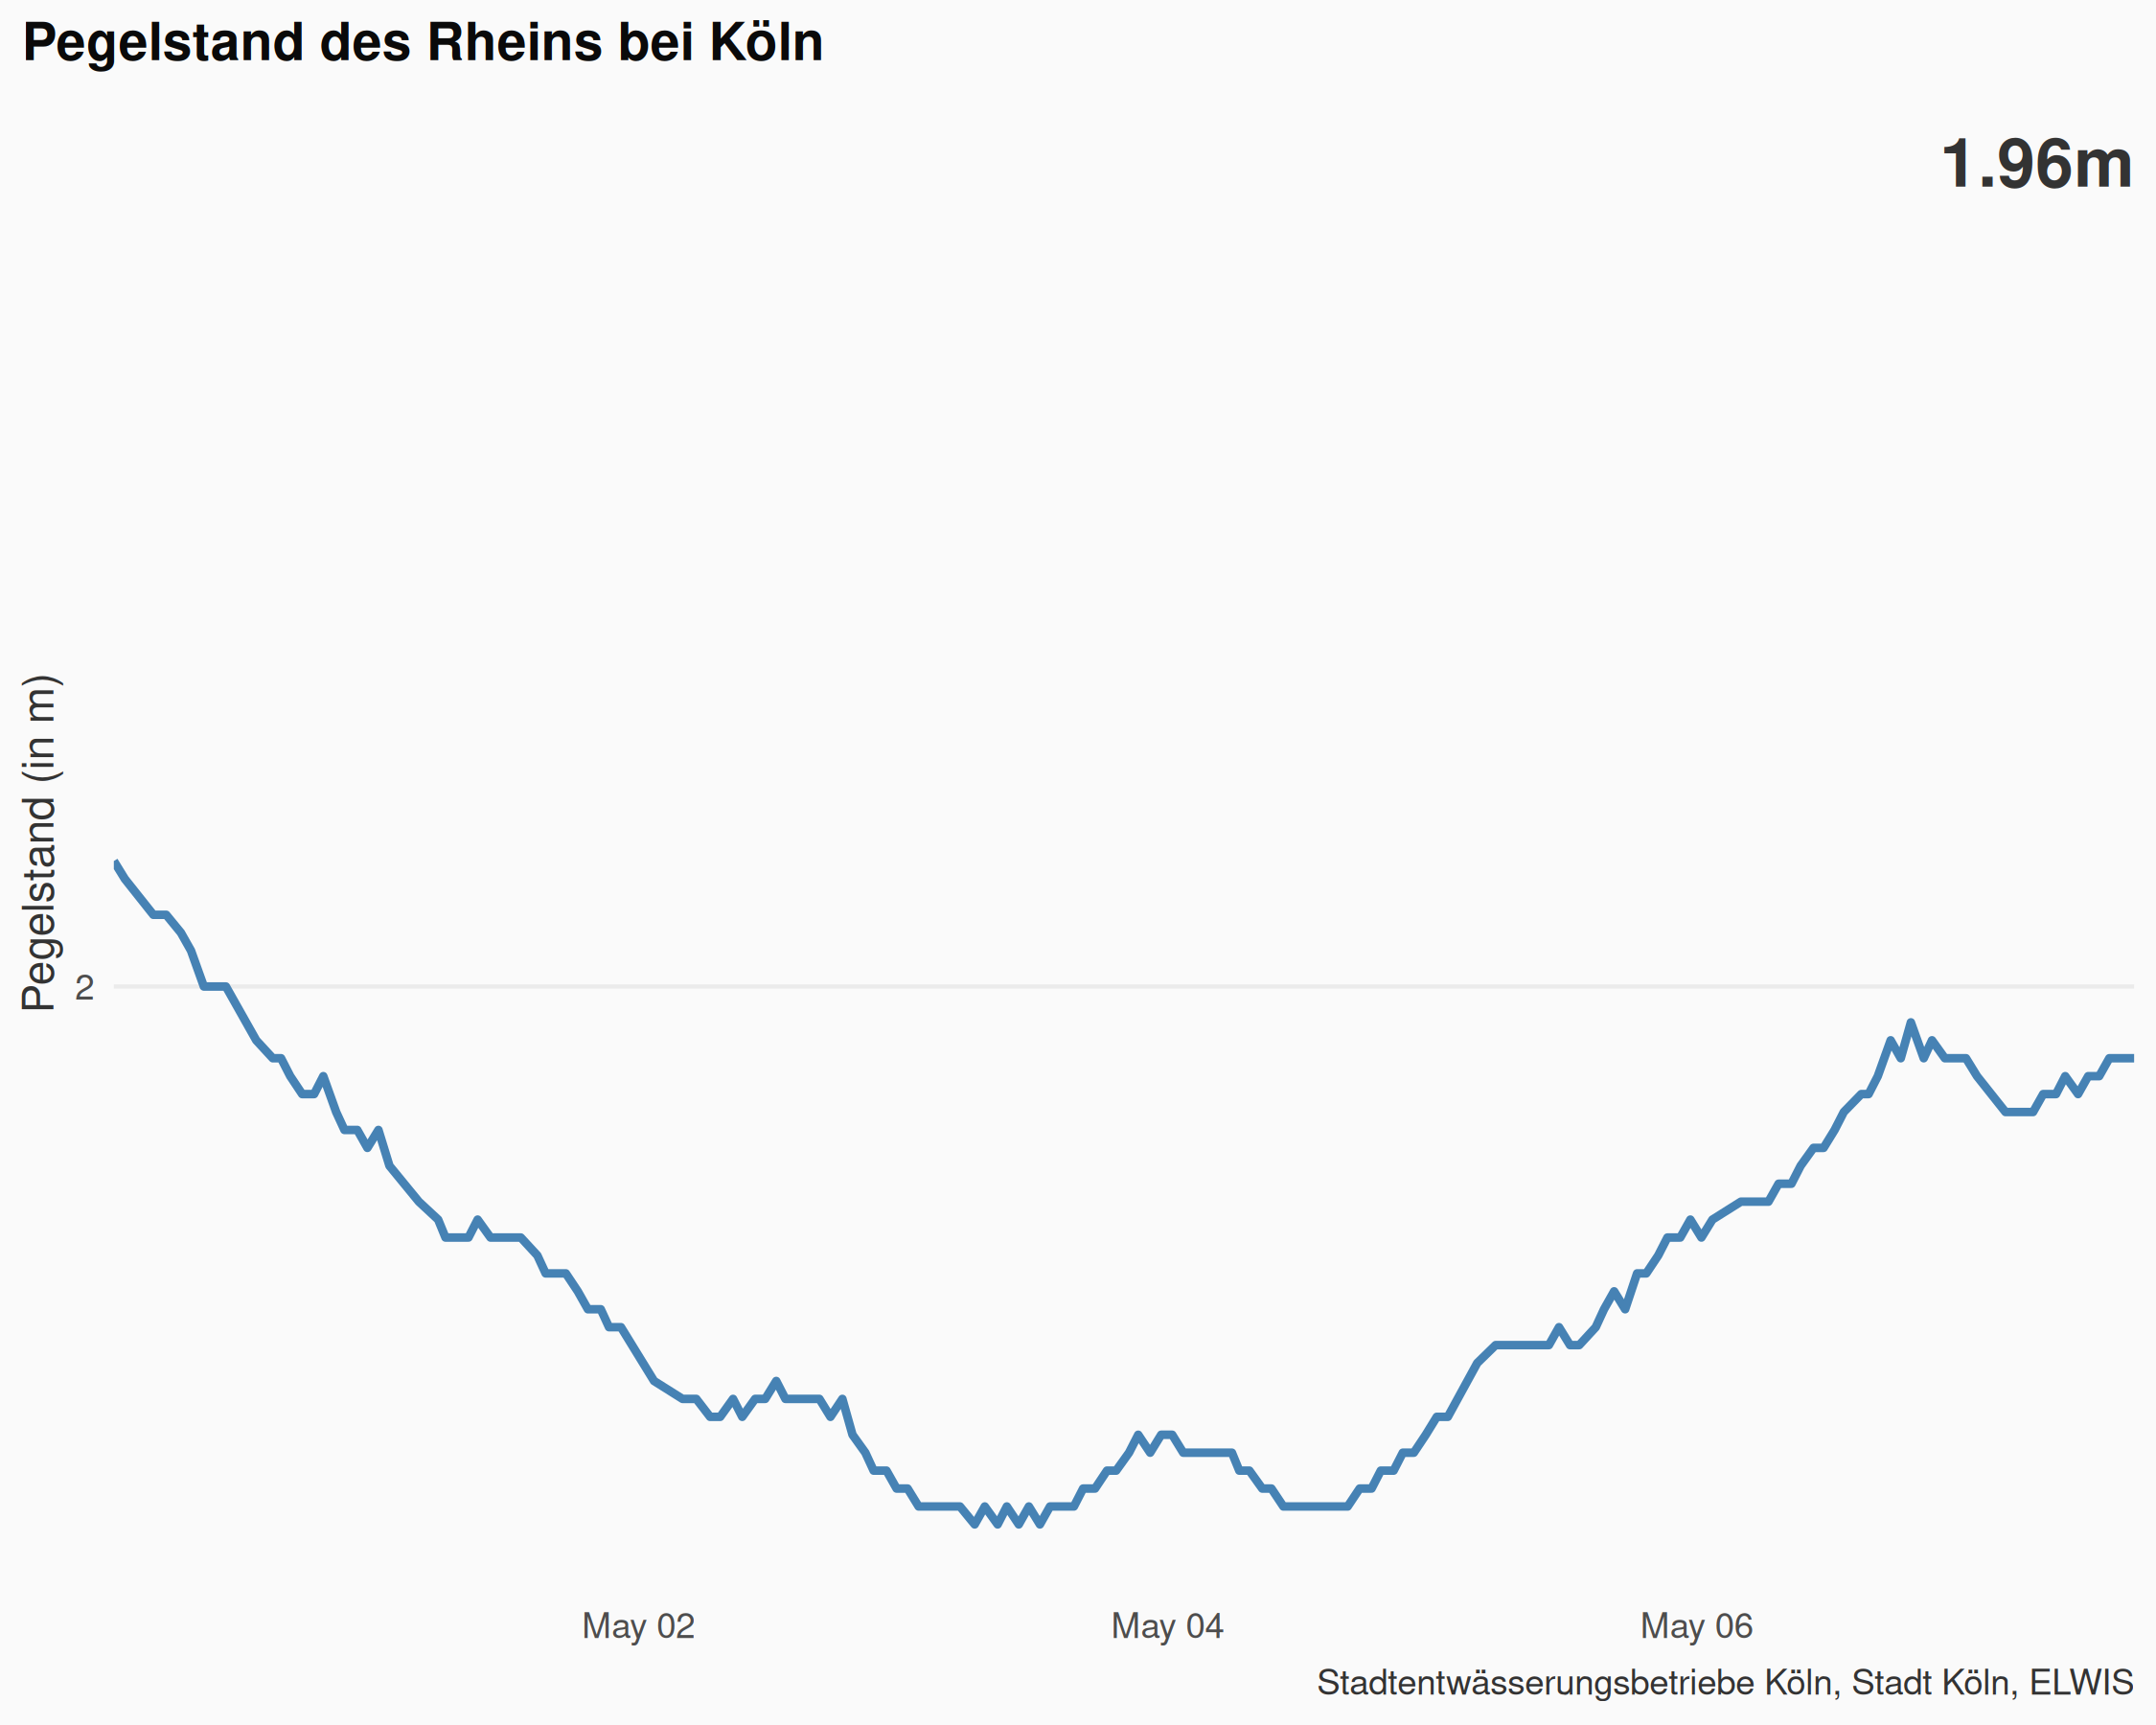 Pegelstand des Rheins bei Köln
1.96m
Pegelstand (in m)
2
May 02
May 04
May 06
Stadtentwässerungsbetriebe Köln, Stadt Köln, ELWIS